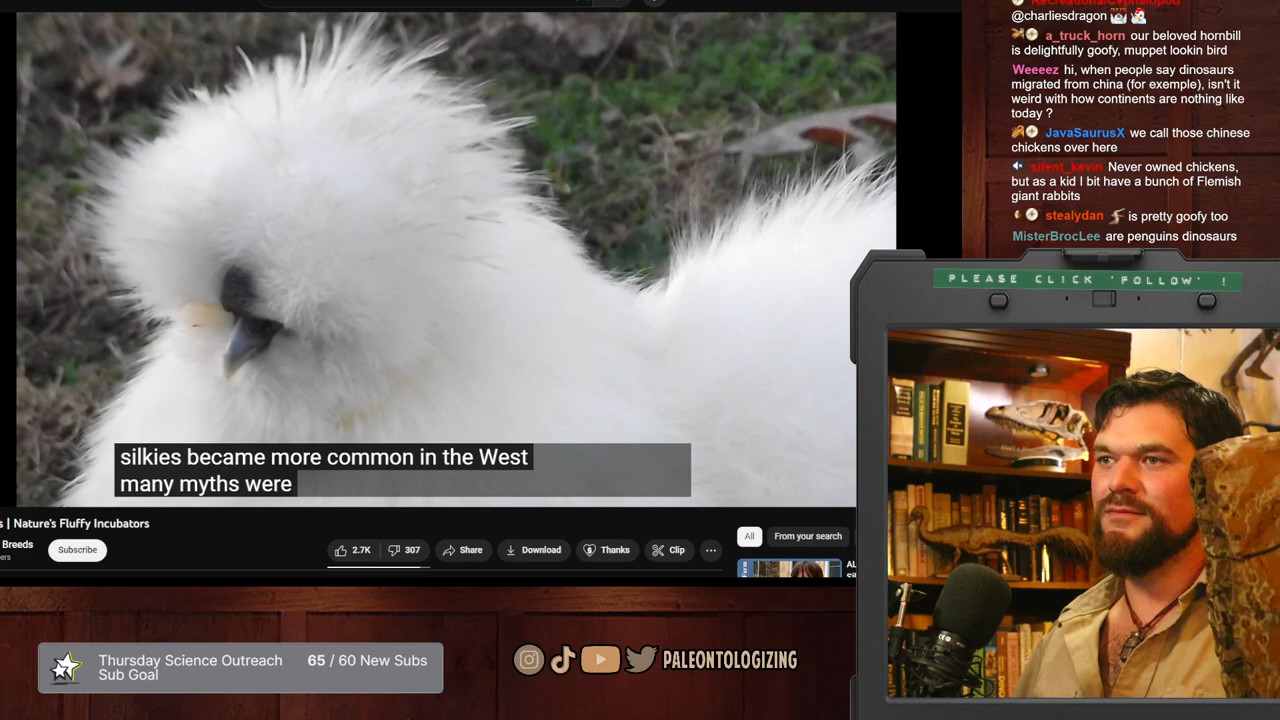 RecreationalCephalopod
@charliesdragon
a_truck_horn our beloved hornbill
is delightfully goofy, muppet lookin bird
Weeeez hi, when people say dinosaurs
migrated from china (for exemple), isn't it
weird with how continents are nothing like
today ?
JavaSaurusX we call those chinese
chickens over here
silent_kevin Never owned chickens,
but as a kid I bit have a bunch of Flemish
giant rabbits
stealydan is pretty goofy too
MisterBrocLee are penguins dinosaurs
PLEASE CLICK 'FOLLOW' !
silkies became more common in the West
many myths were
s | Nature's Fluffy Incubators
Breeds
ers
Subscribe
2.7K
307
Share
Download
Thanks
Clip
All
From your search
AL
Sil
Thursday Science Outreach
Sub Goal
65 / 60 New Subs
PALEONTOLOGIZING